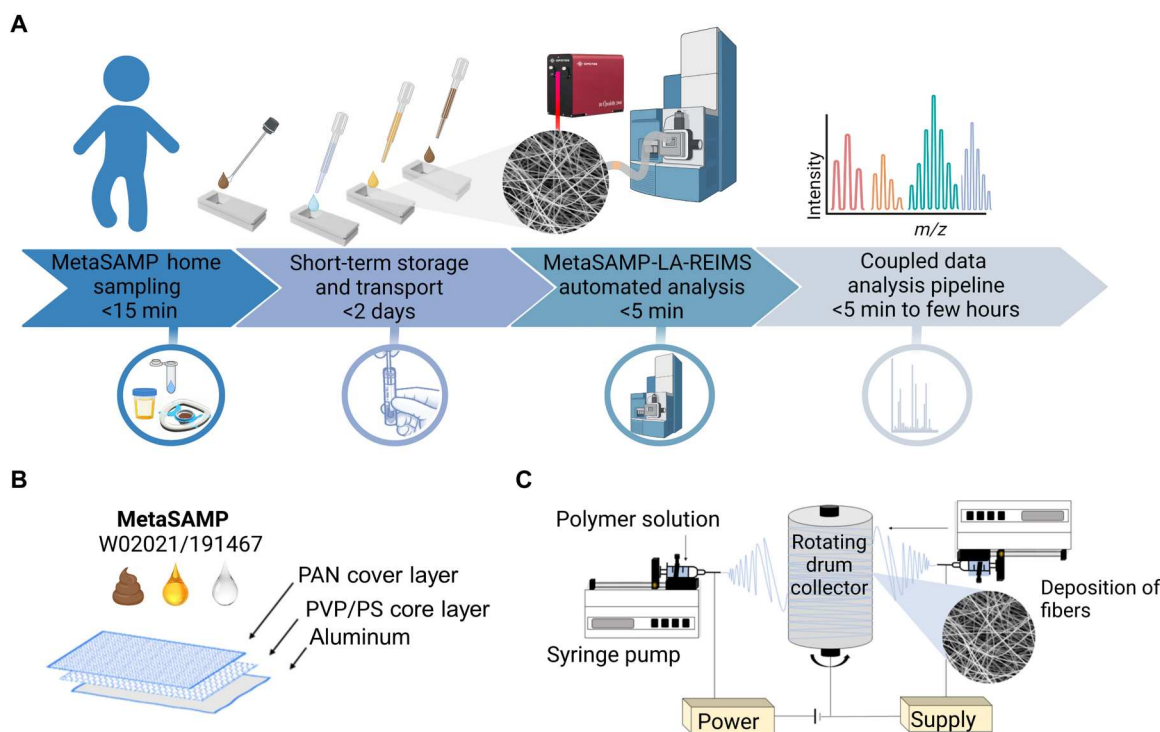 A
Intensity
m/z
MetaSAMP home
sampling
<15 min
Short-term storage
and transport
<2 days
MetaSAMP-LA-REIMS
automated analysis
<5 min
Coupled data
analysis pipeline
<5 min to few hours
B
MetaSAMP
W02021/191467
PAN cover layer
PVP/PS core layer
Aluminum
C
Polymer solution
Syringe pump
Rotating
drum
collector
Deposition of
fibers
Power
Supply